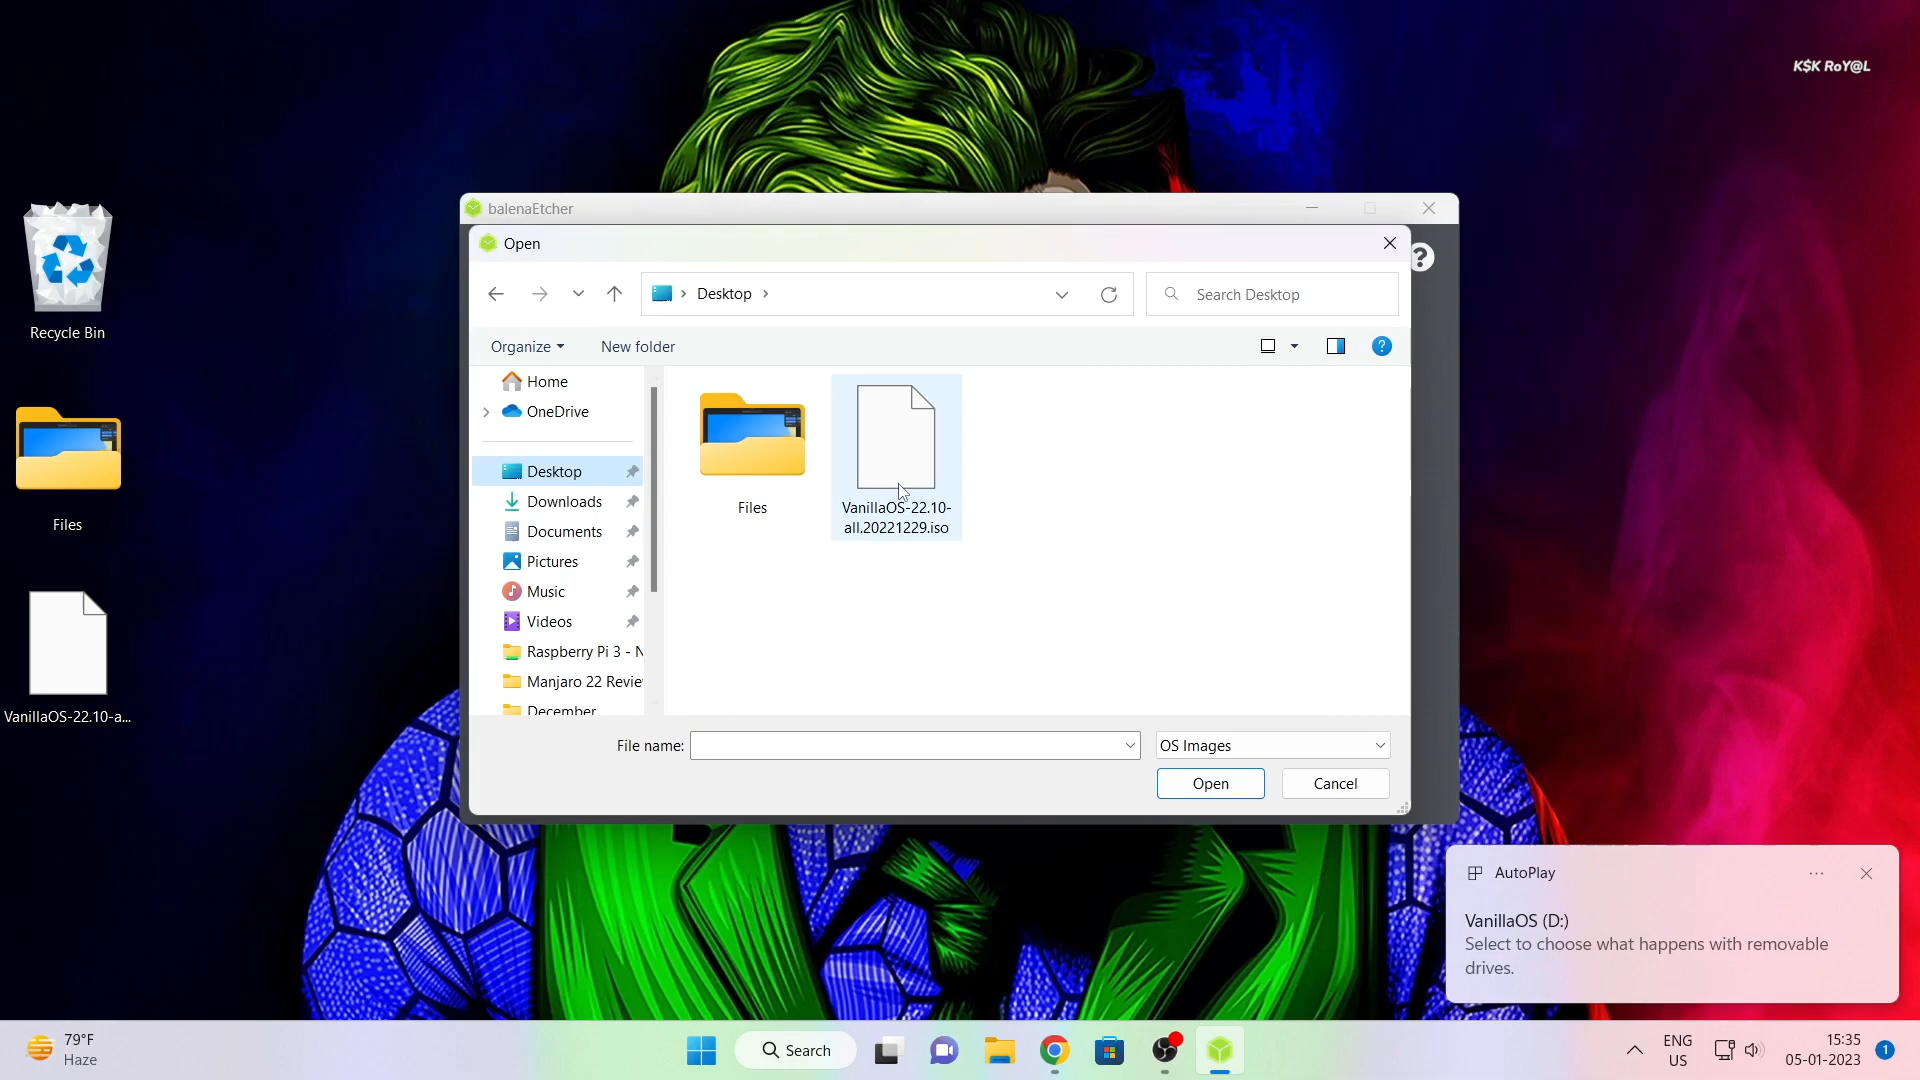 K$K RoY@L
Recycle Bin
Files
VanillaOS-22.10-a...
balenaEtcher
Open
Desktop
Search Desktop
Organize
New folder
Home
OneDrive
Desktop
Downloads
Documents
Pictures
Music
Videos
Raspberry Pi 3 - N
Manjaro 22 Revie
December
Files
VanillaOS-22.10-
all.20221229.iso
File name:
OS Images
Open
Cancel
AutoPlay
VanillaOS (D:)
Select to choose what happens with removable
drives.
79°F
Haze
Search
ENG
US
15:35
05-01-2023
1